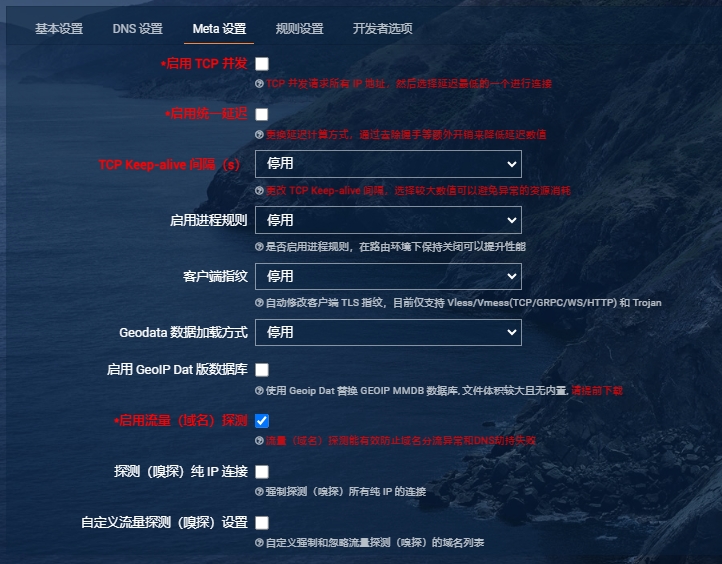 基本设置 DNS 设置 Meta 设置 规则设置 开发者选项
*启用 TCP 并发
TCP 并发请求所有 IP 地址，然后选择延迟最低的一个进行连接
*启用统一延迟
更换延迟计算方式，通过去除握手等额外开销来降低延迟数值
TCP Keep-alive 间隔（s） 停用
更改 TCP Keep-alive 间隔，选择较大数值可以避免异常的资源消耗
启用进程规则 停用
是否启用进程规则，在路由环境下保持关闭可以提升性能
客户端指纹 停用
自动修改客户端 TLS 指纹，目前仅支持 Vless/Vmess(TCP/GRPC/WS/HTTP) 和 Trojan
Geodata 数据加载方式 停用
启用 GeoIP Dat 版数据库
使用 Geoip Dat 替换 GEOIP MMDB 数据库, 文件体积较大且无内置, 请提前下载
*启用流量（域名）探测
流量（域名）探测能有效防止域名分流异常和DNS劫持失败
探测（嗅探）纯 IP 连接
强制探测（嗅探）所有纯 IP 的连接
自定义流量探测（嗅探）设置
自定义强制和忽略流量探测（嗅探）的域名列表